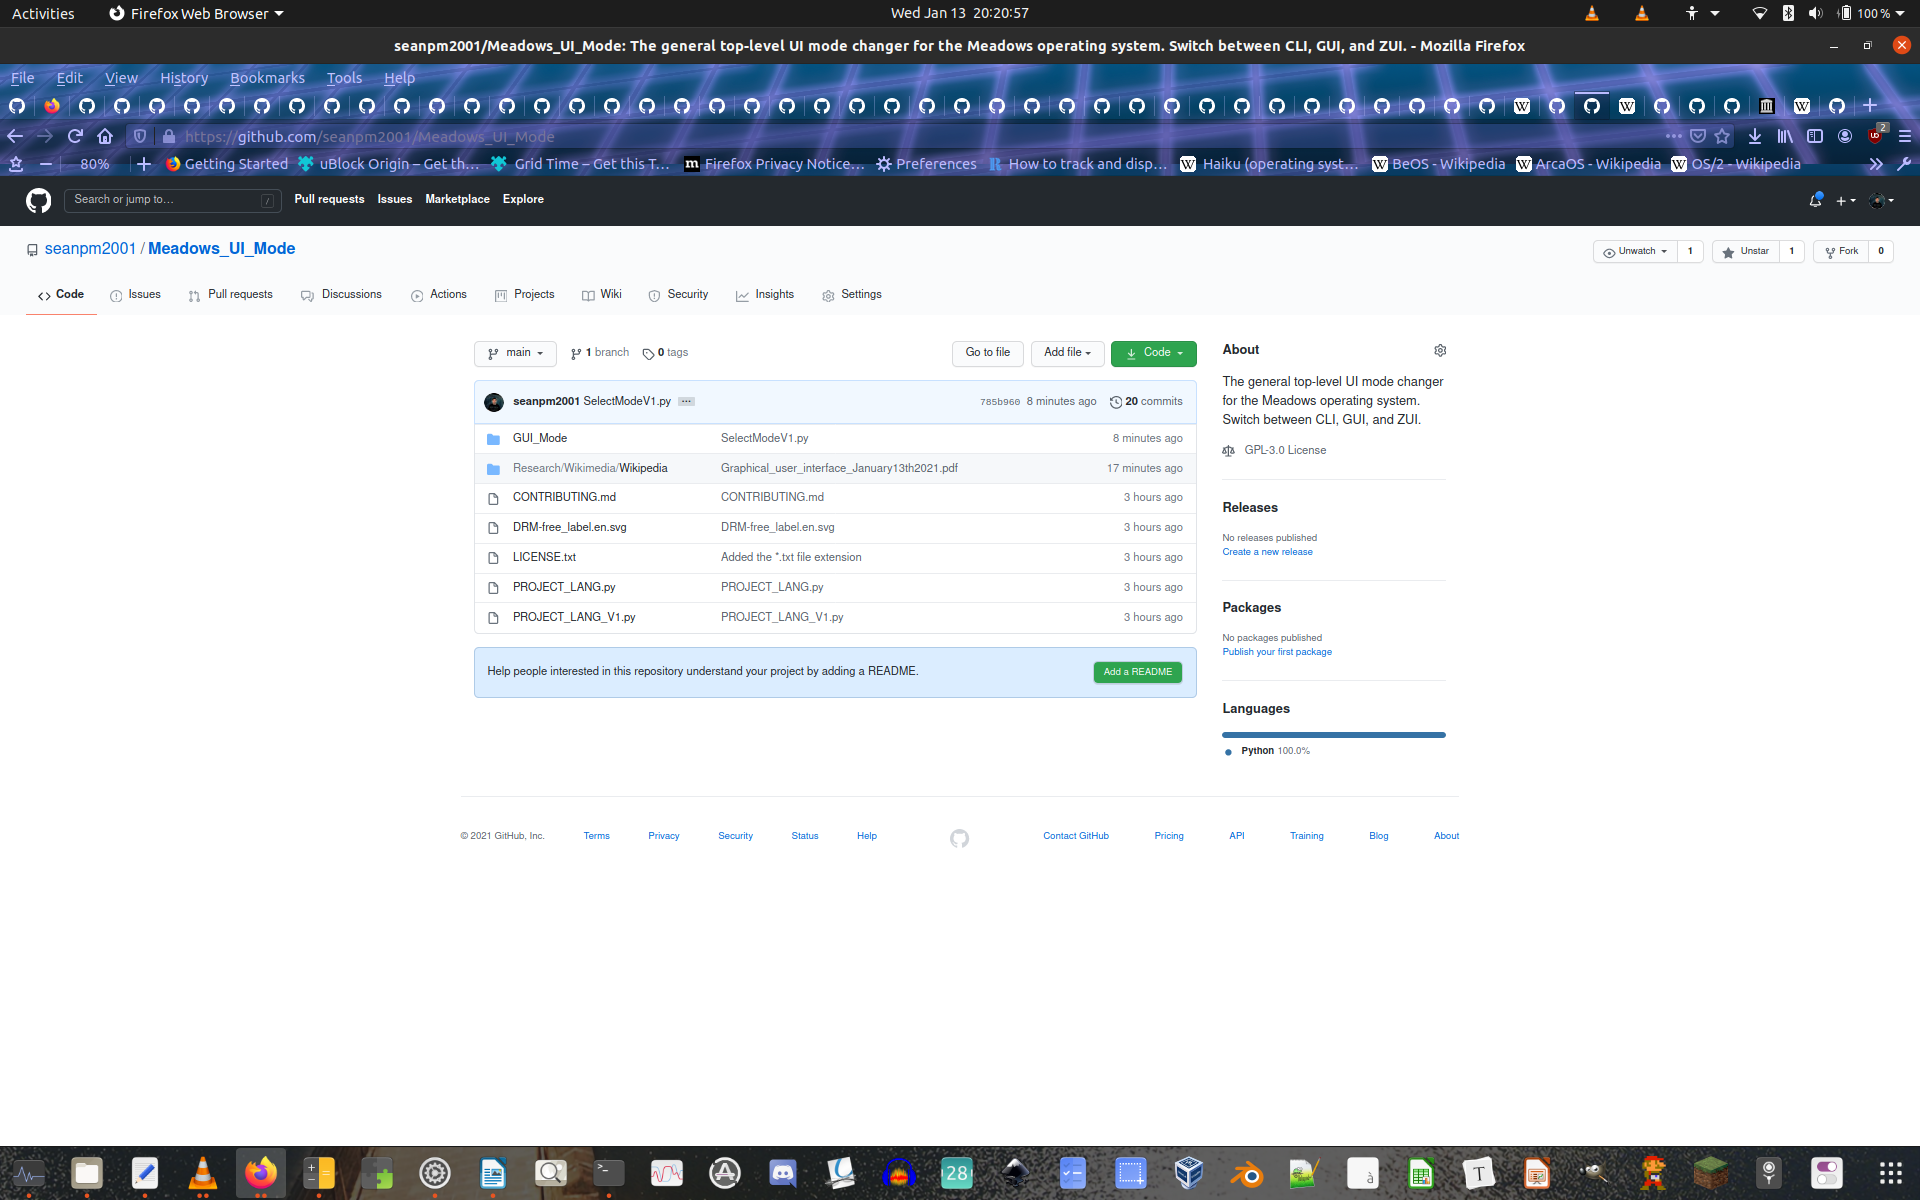 Activities Firefox Web Browser Wed Jan 13 20:20:57 100 %
seanpm2001/Meadows_UI_Mode: The general top-level UI mode changer for the Meadows operating system. Switch between CLI, GUI, and ZUI. - Mozilla Firefox
File Edit View History Bookmarks Tools Help
https://github.com/seanpm2001/Meadows_UI_Mode 2
80% Getting Started uBlock Origin – Get th… Grid Time – Get this T… Firefox Privacy Notice… Preferences How to track and disp… Haiku (operating syst… BeOS - Wikipedia ArcaOS - Wikipedia OS/2 - Wikipedia
Search or jump to… / Pull requests Issues Marketplace Explore
seanpm2001 / Meadows_UI_Mode Unwatch 1 Unstar 1 Fork 0
Code Issues Pull requests Discussions Actions Projects Wiki Security Insights Settings
main 1 branch 0 tags Go to file Add file Code
seanpm2001 SelectModeV1.py ... 785b960 8 minutes ago 20 commits
GUI_Mode SelectModeV1.py 8 minutes ago
Research/Wikimedia/Wikipedia Graphical_user_interface_January13th2021.pdf 17 minutes ago
CONTRIBUTING.md CONTRIBUTING.md 3 hours ago
DRM-free_label.en.svg DRM-free_label.en.svg 3 hours ago
LICENSE.txt Added the *.txt file extension 3 hours ago
PROJECT_LANG.py PROJECT_LANG.py 3 hours ago
PROJECT_LANG_V1.py PROJECT_LANG_V1.py 3 hours ago
Help people interested in this repository understand your project by adding a README. Add a README
About
The general top-level UI mode changer
for the Meadows operating system.
Switch between CLI, GUI, and ZUI.
GPL-3.0 License
Releases
No releases published
Create a new release
Packages
No packages published
Publish your first package
Languages
Python 100.0%
© 2021 GitHub, Inc. Terms Privacy Security Status Help Contact GitHub Pricing API Training Blog About
28